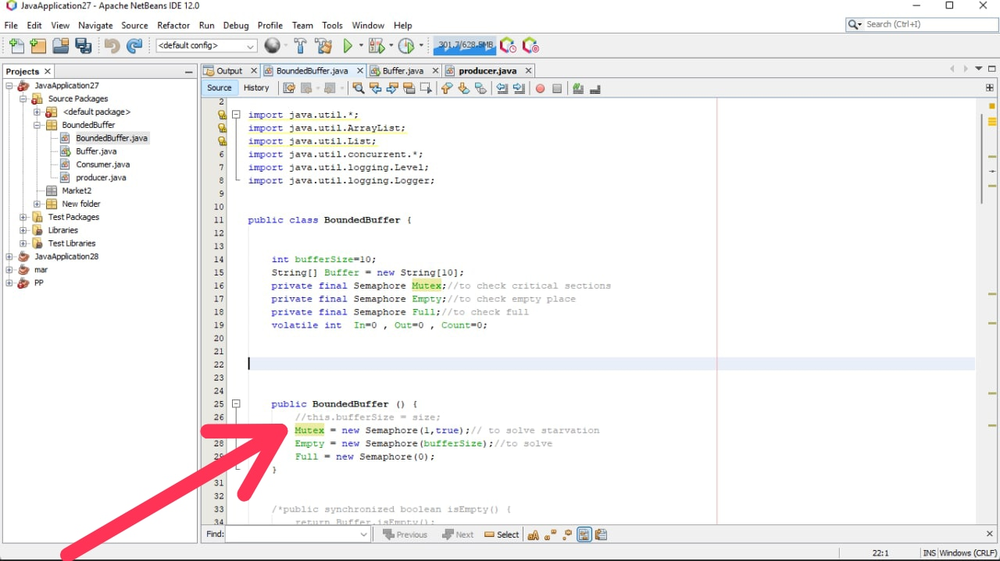 JavaApplication27 - Apache NetBeans IDE 12.0
File Edit View Navigate Source Refactor Run Debug Profile Team Tools Window Help
Search (Ctrl+I)
<default config>
301.7/628.5MB
Projects
Output BoundedBuffer.java Buffer.java producer.java
Source History
JavaApplication27
Source Packages
<default package>
BoundedBuffer
BoundedBuffer.java
Buffer.java
Consumer.java
producer.java
Market2
New folder
Test Packages
Libraries
Test Libraries
JavaApplication28
mar
PP
2
import java.util.*;
import java.util.ArrayList;
import java.util.List;
6 import java.util.concurrent.*;
7 import java.util.logging.Level;
8 import java.util.logging.Logger;
9
10
11 public class BoundedBuffer {
12
13
14 int bufferSize=10;
15 String[] Buffer = new String[10];
16 private final Semaphore Mutex;//to check critical sections
17 private final Semaphore Empty;//to check empty place
18 private final Semaphore Full;//to check full
19 volatile int In=0 , Out=0 , Count=0;
20
21
22
23
24
25 public BoundedBuffer () {
26 //this.bufferSize = size;
Mutex = new Semaphore(1,true);// to solve starvation
28 Empty = new Semaphore(bufferSize);//to solve
29 Full = new Semaphore(0);
}
31
32
33 /*public synchronized boolean isEmpty() {
34 return Buffer.isEmpty();
Find: Previous Next Select
22:1 INS Windows (CRLF)